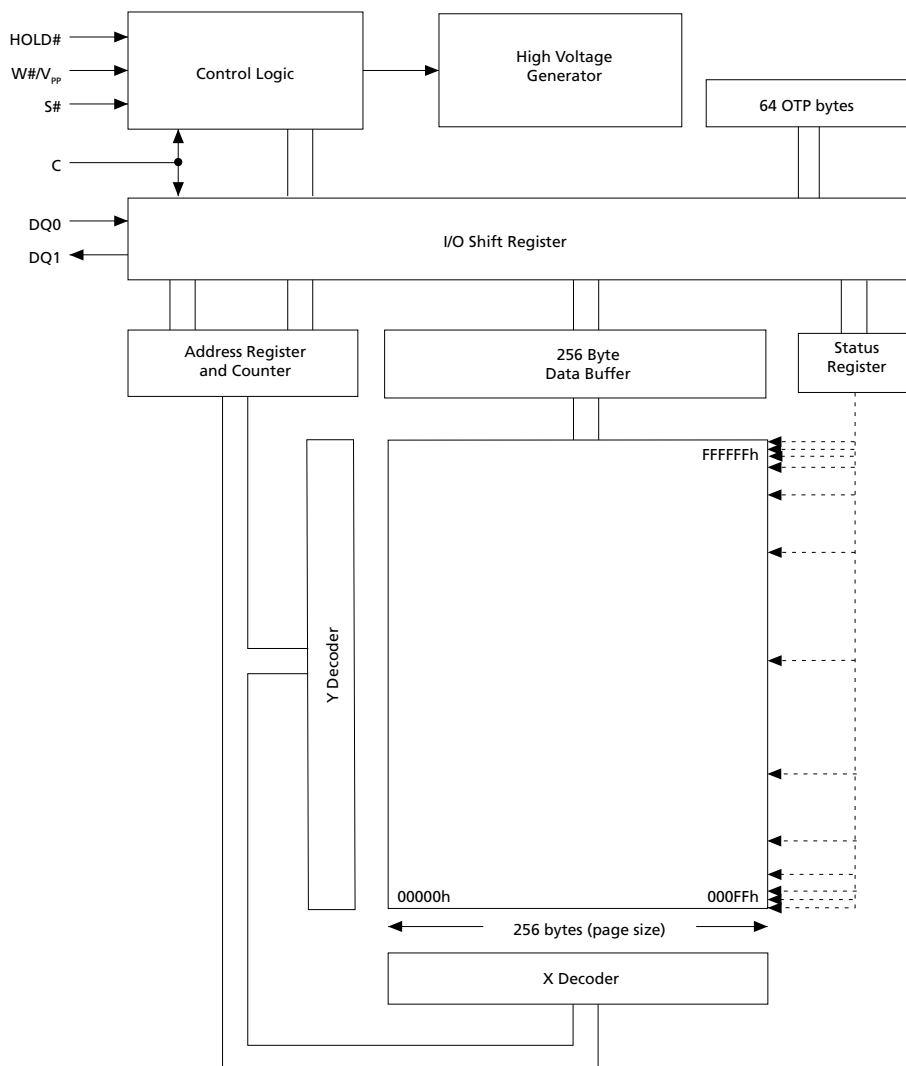 HOLD#
W#/VPP
S#
C
DQ0
DQ1
Control Logic
High Voltage
Generator
64 OTP bytes
I/O Shift Register
Address Register
and Counter
256 Byte
Data Buffer
Status
Register
Y Decoder
FFFFFFh
00000h
000FFh
256 bytes (page size)
X Decoder